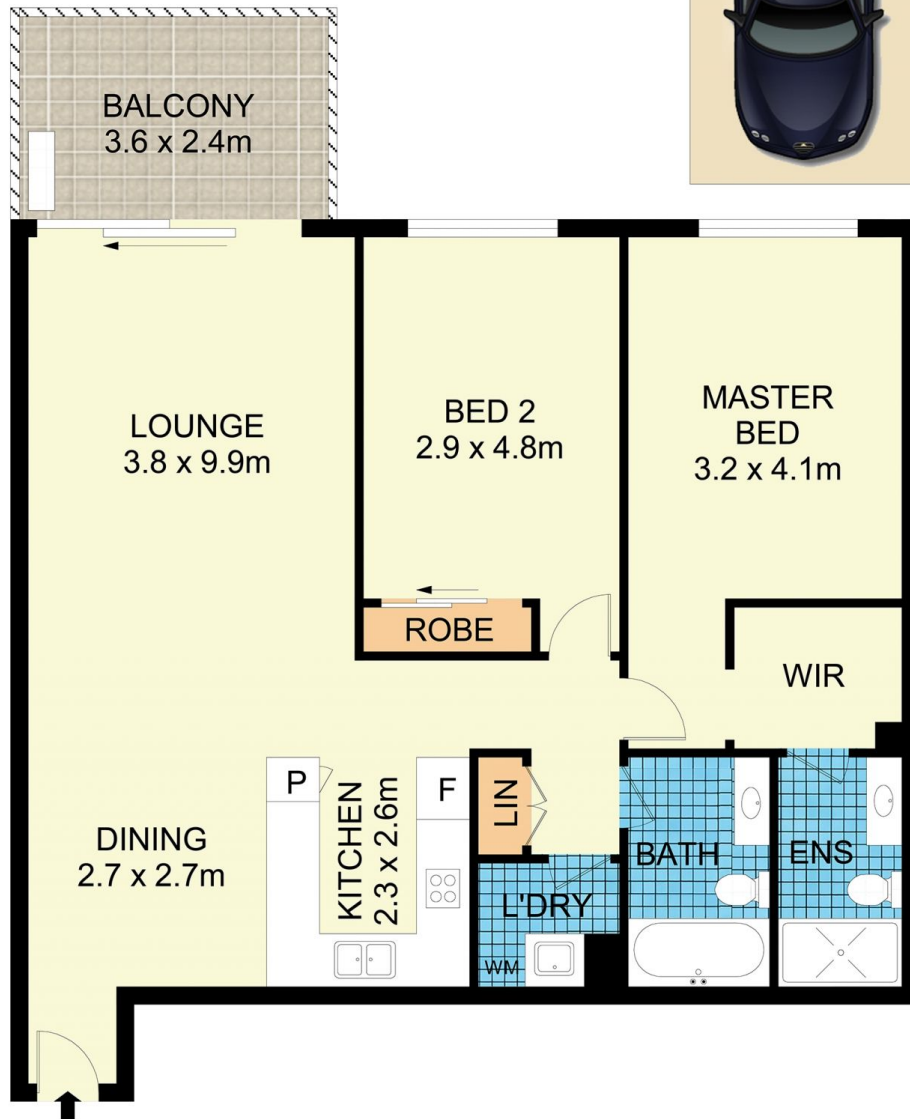 BALCONY
3.6 x 2.4m
LOUNGE
3.8 x 9.9m
BED 2
2.9 x 4.8m
MASTER
BED
3.2 x 4.1m
ROBE
WIR
P
F
KITCHEN
2.3 x 2.6m
LIN
DINING
2.7 x 2.7m
BATH
ENS
L'DRY
WM